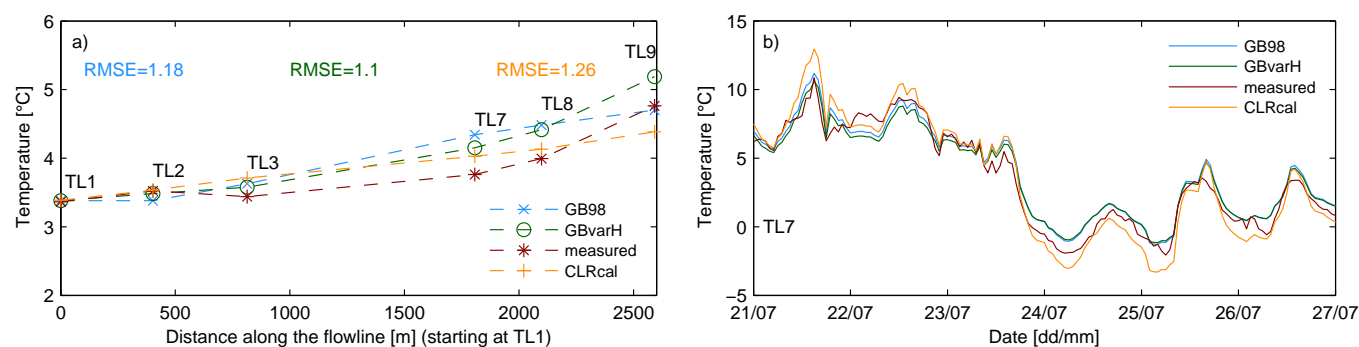 a)
RMSE=1.18
RMSE=1.1
RMSE=1.26
TL1
TL2
TL3
TL7
TL8
TL9
GB98
GBvarH
measured
CLRcal
6
5
4
3
2
Temperature [°C]
0
500
1000
1500
2000
2500
Distance along the flowline [m] (starting at TL1)
b)
GB98
GBvarH
measured
CLRcal
TL7
15
10
5
0
−5
Temperature [°C]
21/07
22/07
23/07
24/07
25/07
26/07
27/07
Date [dd/mm]